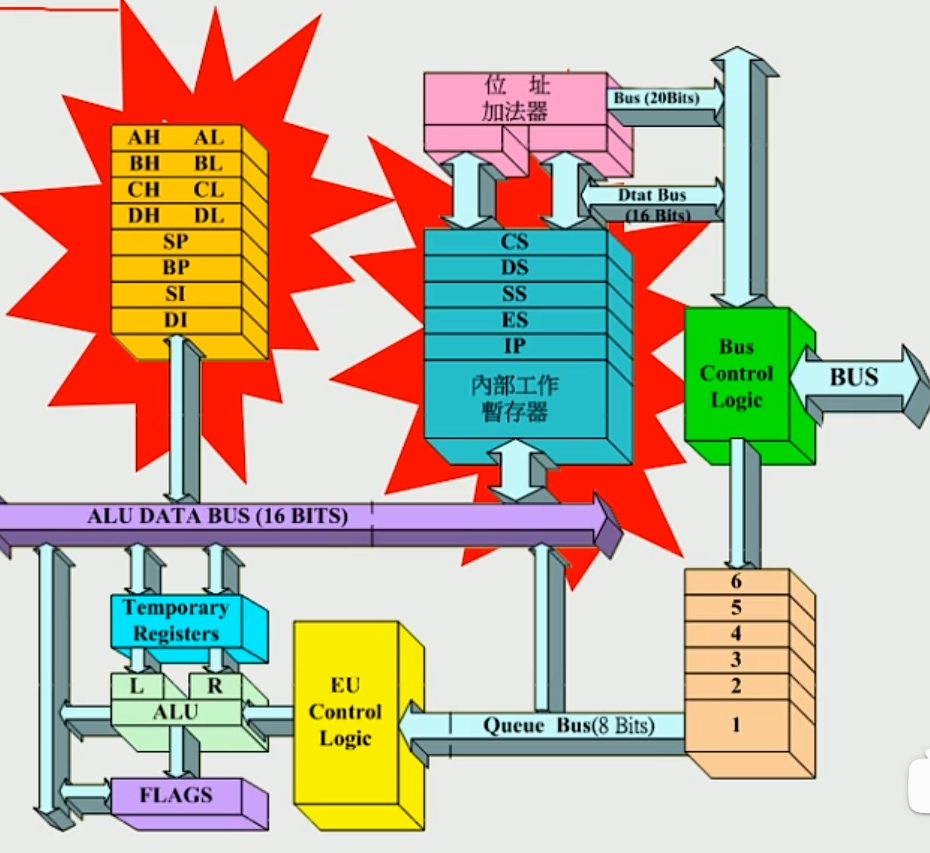 AH AL
BH BL
CH CL
DH DL
SP
BP
SI
DI
位 址
加法器
Bus (20Bits)
Dtat Bus
(16 Bits)
CS
DS
SS
ES
IP
內部工作
暫存器
Bus
Control
Logic
BUS
ALU DATA BUS (16 BITS)
Temporary
Registers
L R
ALU
FLAGS
EU
Control
Logic
Queue Bus(8 Bits)
6
5
4
3
2
1